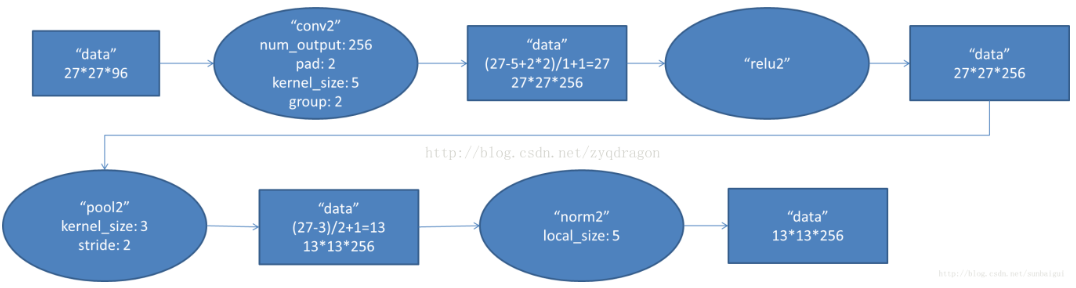 “data”
27*27*96
“conv2”
num_output: 256
pad: 2
kernel_size: 5
group: 2
“data”
(27-5+2*2)/1+1=27
27*27*256
“relu2”
“data”
27*27*256
http://blog.csdn.net/zyqdragon
“pool2”
kernel_size: 3
stride: 2
“data”
(27-3)/2+1=13
13*13*256
“norm2”
local_size: 5
“data”
13*13*256